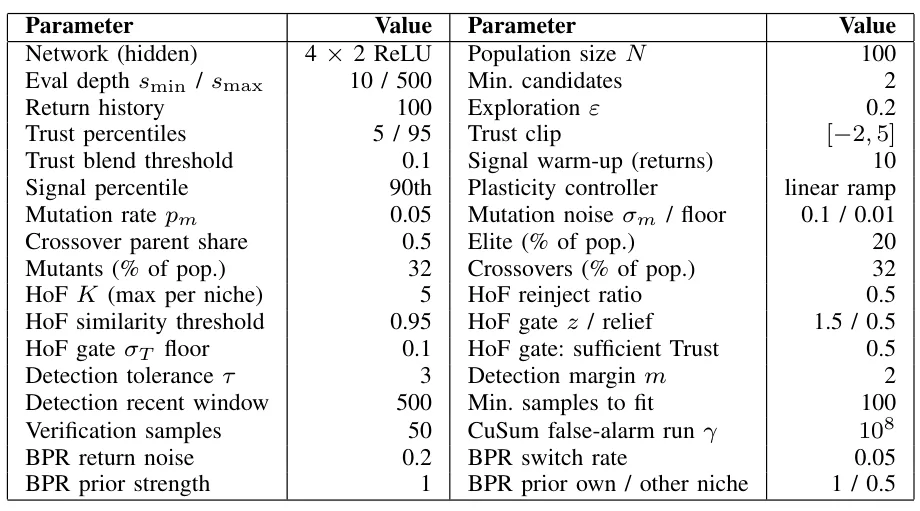 Parameter Value Parameter Value
Network (hidden) 4 × 2 ReLU Population size N 100
Eval depth s_min / s_max 10 / 500 Min. candidates 2
Return history 100 Exploration ε 0.2
Trust percentiles 5 / 95 Trust clip [−2, 5]
Trust blend threshold 0.1 Signal warm-up (returns) 10
Signal percentile 90th Plasticity controller linear ramp
Mutation rate p_m 0.05 Mutation noise σ_m / floor 0.1 / 0.01
Crossover parent share 0.5 Elite (% of pop.) 20
Mutants (% of pop.) 32 Crossovers (% of pop.) 32
HoF K (max per niche) 5 HoF reinject ratio 0.5
HoF similarity threshold 0.95 HoF gate z / relief 1.5 / 0.5
HoF gate σ_T floor 0.1 HoF gate: sufficient Trust 0.5
Detection tolerance τ 3 Detection margin m 2
Detection recent window 500 Min. samples to fit 100
Verification samples 50 CuSum false-alarm run γ 10^8
BPR return noise 0.2 BPR switch rate 0.05
BPR prior strength 1 BPR prior own / other niche 1 / 0.5